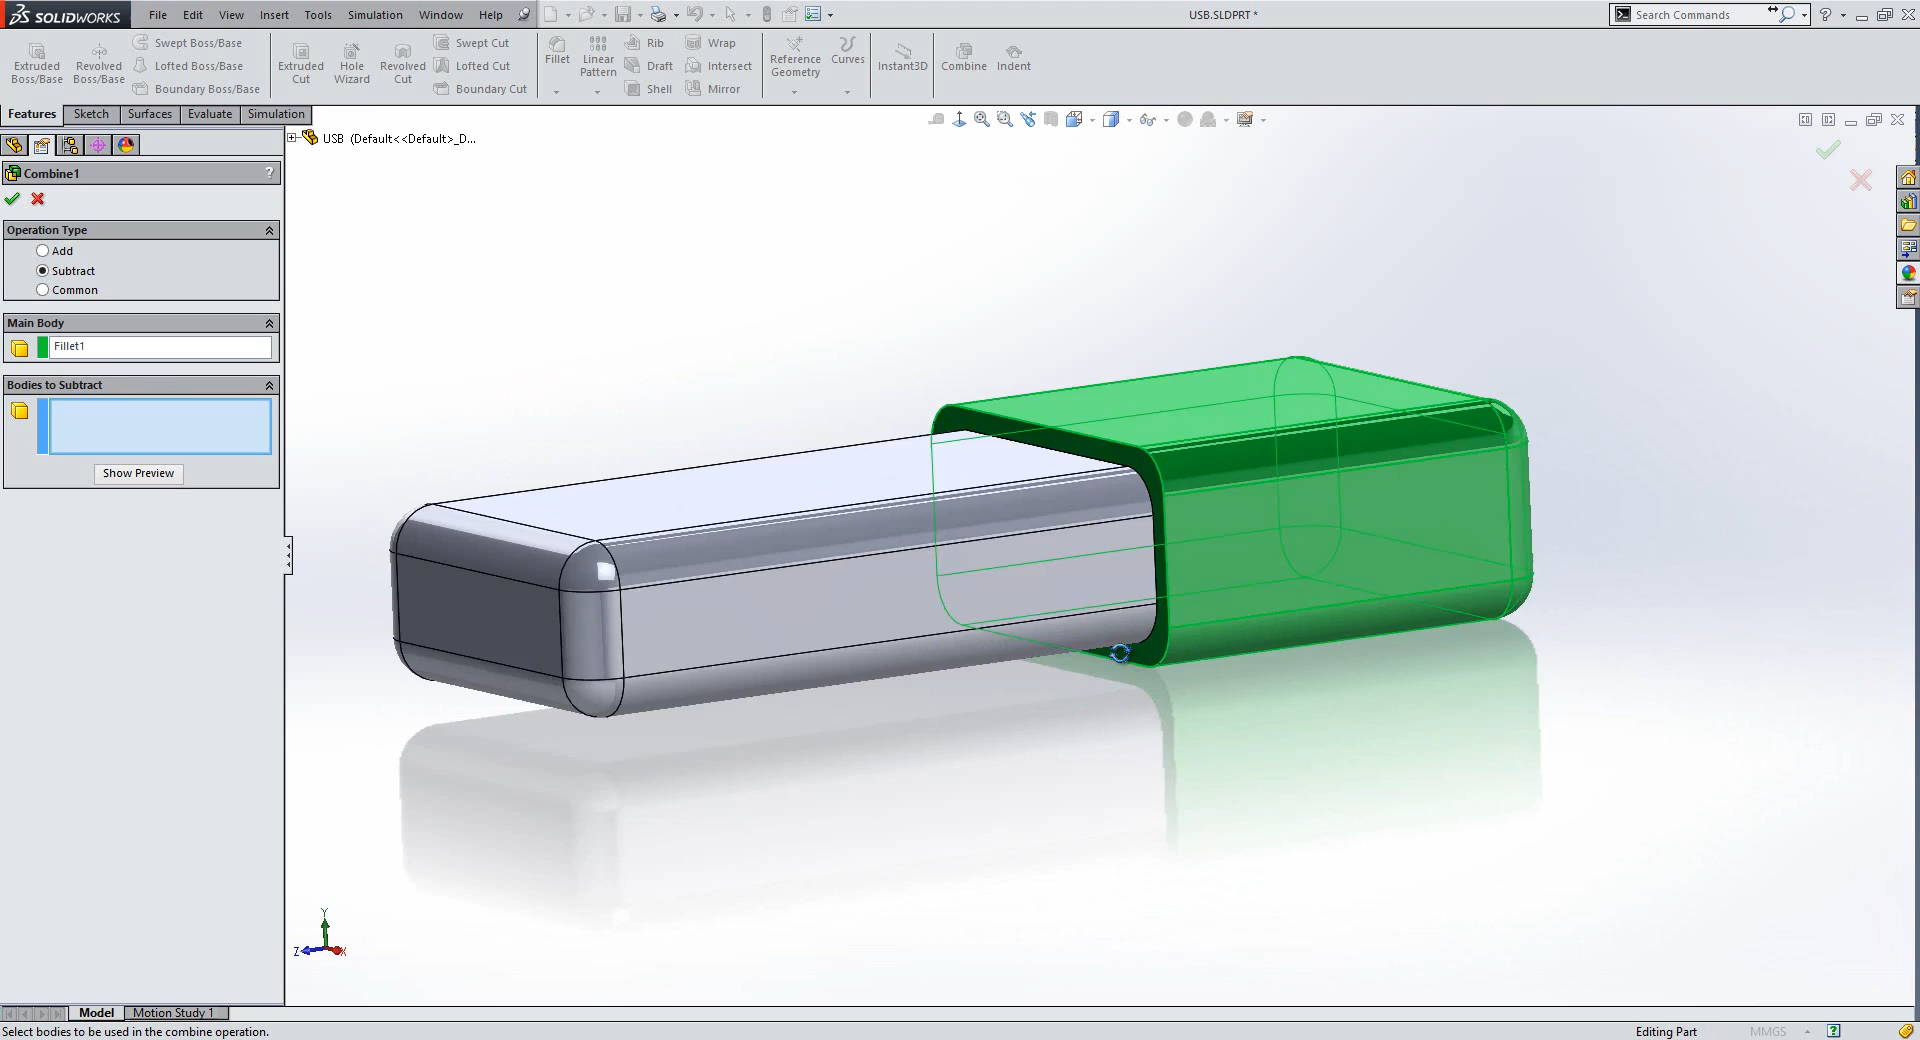 SOLIDWORKS File Edit View Insert Tools Simulation Window Help USB.SLDPRT * Search Commands ?
Extruded Boss/Base
Revolved Boss/Base
Swept Boss/Base
Lofted Boss/Base
Boundary Boss/Base
Extruded Cut
Hole Wizard
Revolved Cut
Swept Cut
Lofted Cut
Boundary Cut
Fillet
Linear Pattern
Rib
Draft
Shell
Wrap
Intersect
Mirror
Reference Geometry
Curves
Instant3D
Combine
Indent
Features Sketch Surfaces Evaluate Simulation
USB (Default<<Default>_D...
Combine1 ?
Operation Type
Add
Subtract
Common
Main Body
Fillet1
Bodies to Subtract
Show Preview
Y
Z
X
Model Motion Study 1
Select bodies to be used in the combine operation. Editing Part MMGS ?